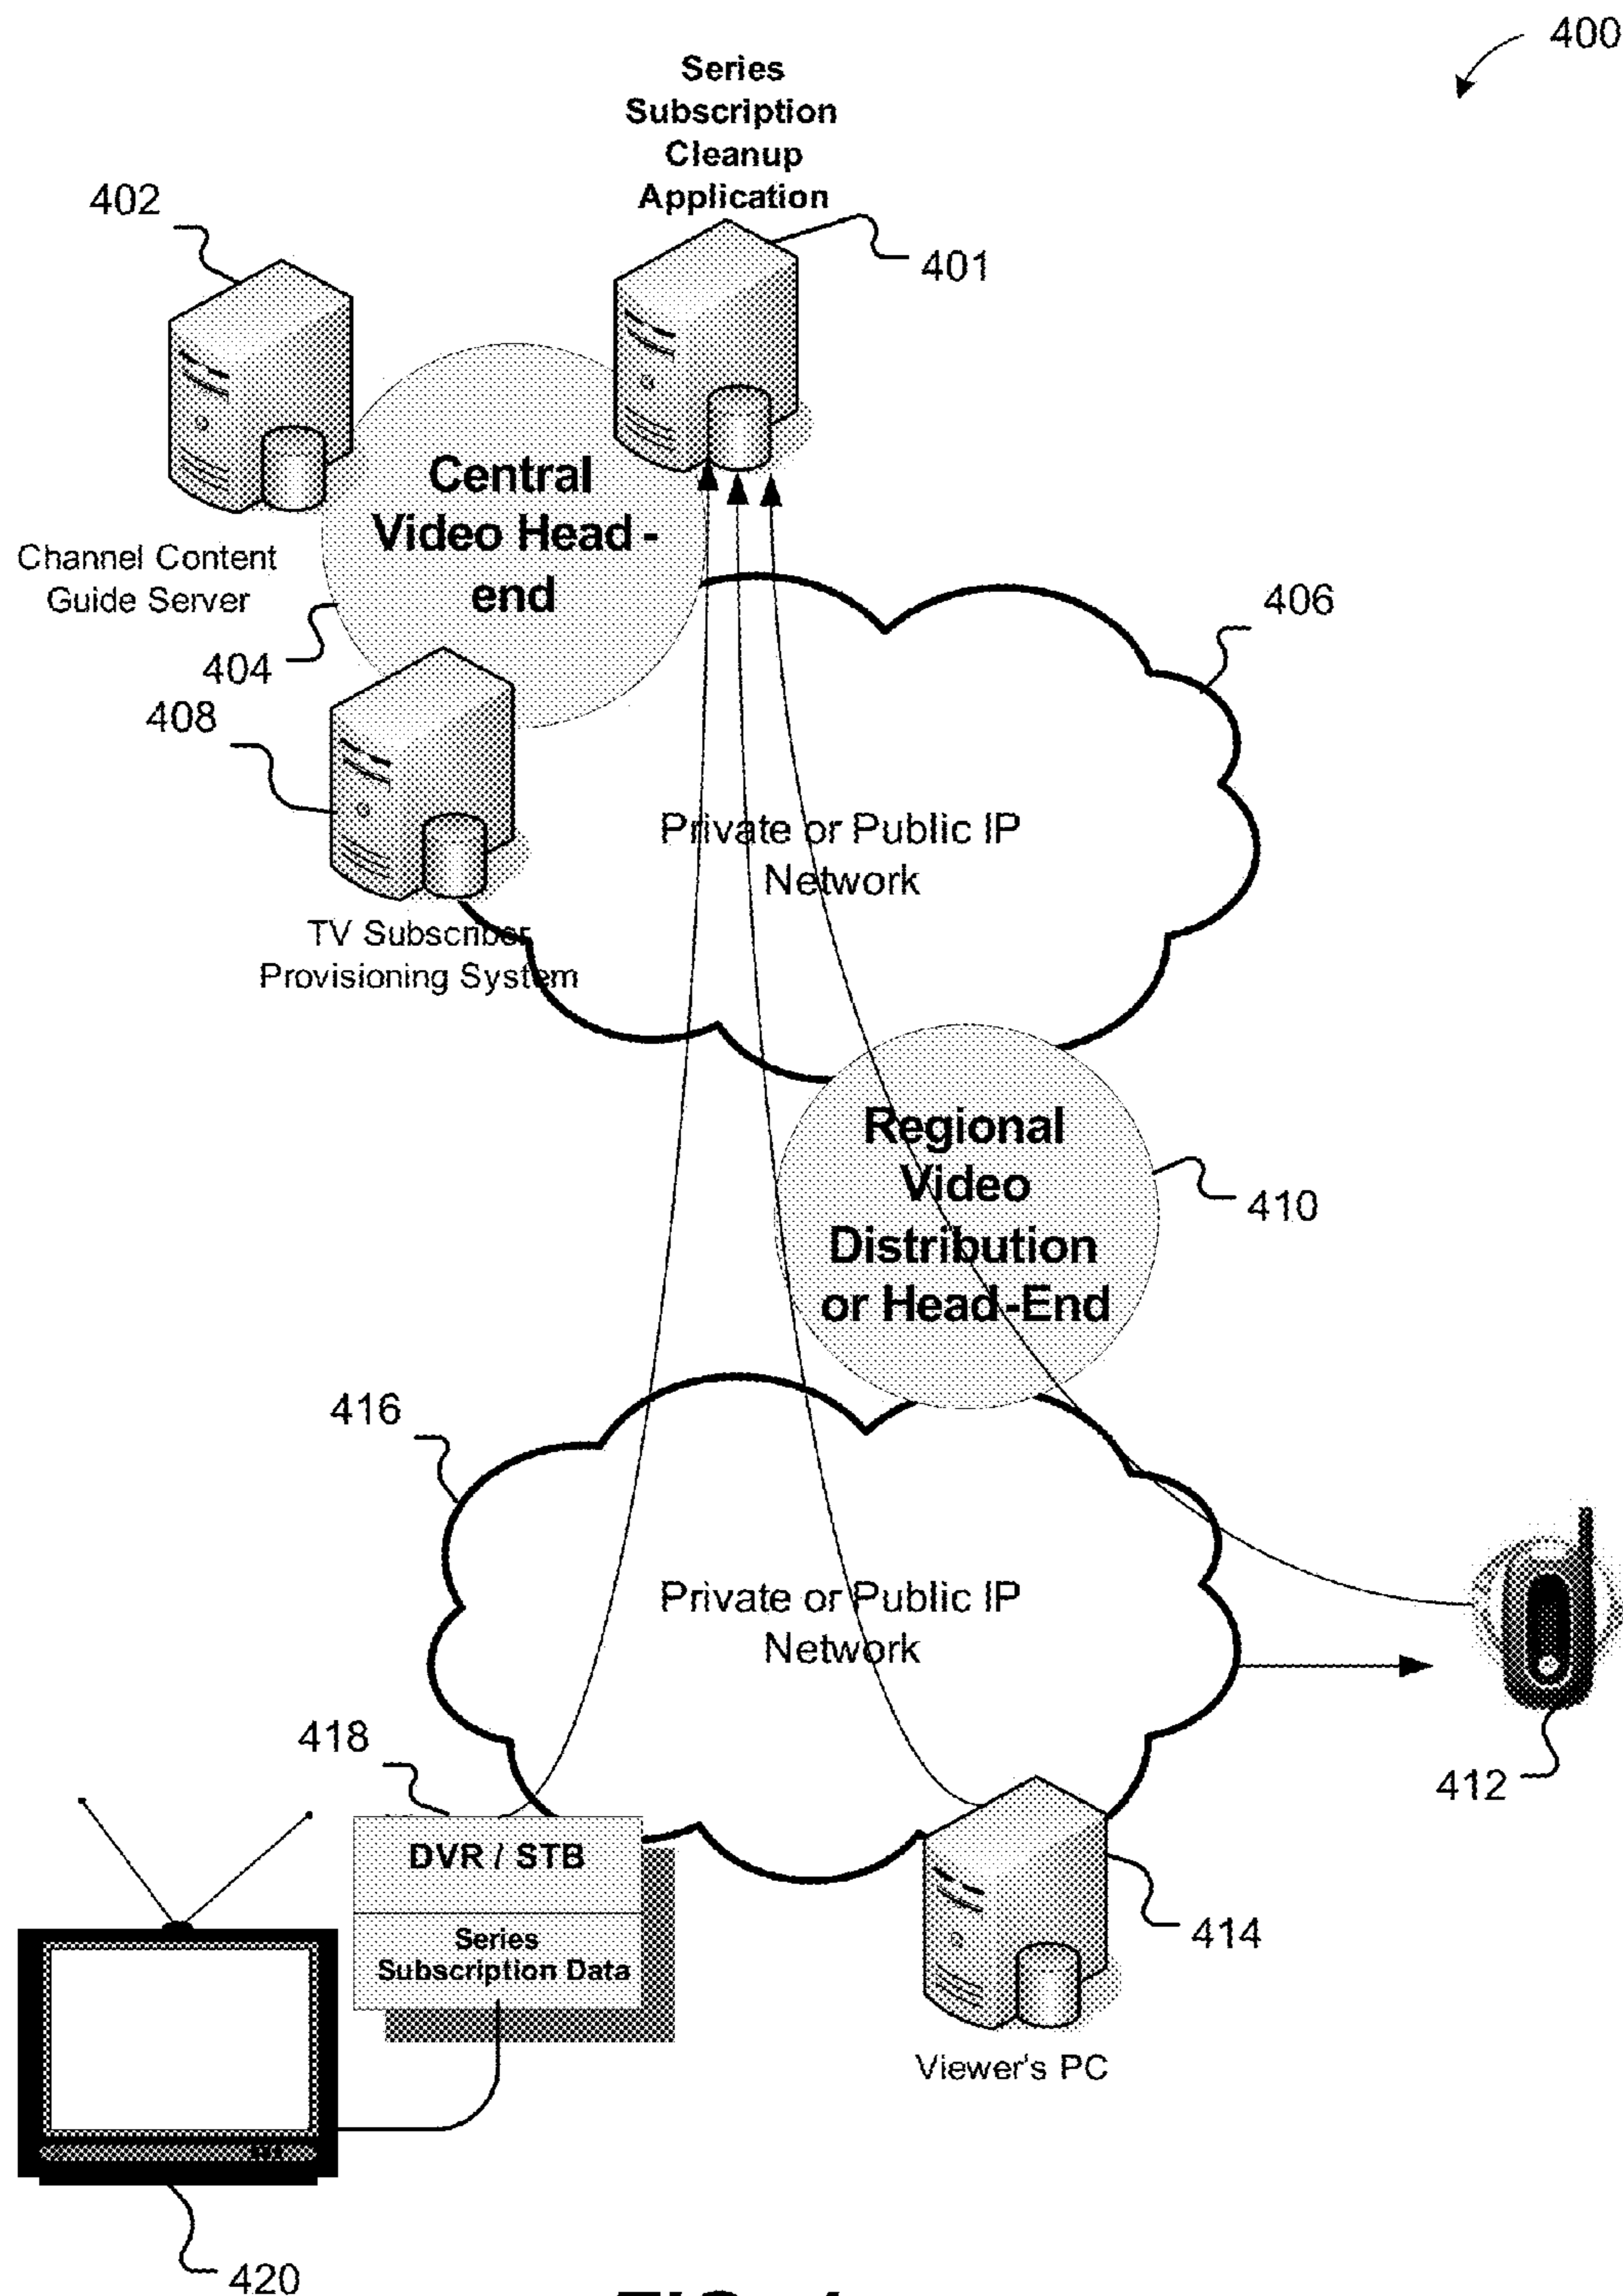 400
Series
Subscription
Cleanup
Application
402
401
Central
Video Head-
end
Channel Content
Guide Server
404
406
408
Private or Public IP
Network
TV Subscriber
Provisioning System
Regional
Video
Distribution
or Head-End
410
416
Private or Public IP
Network
418
412
DVR / STB
Series
Subscription Data
414
Viewer's PC
420